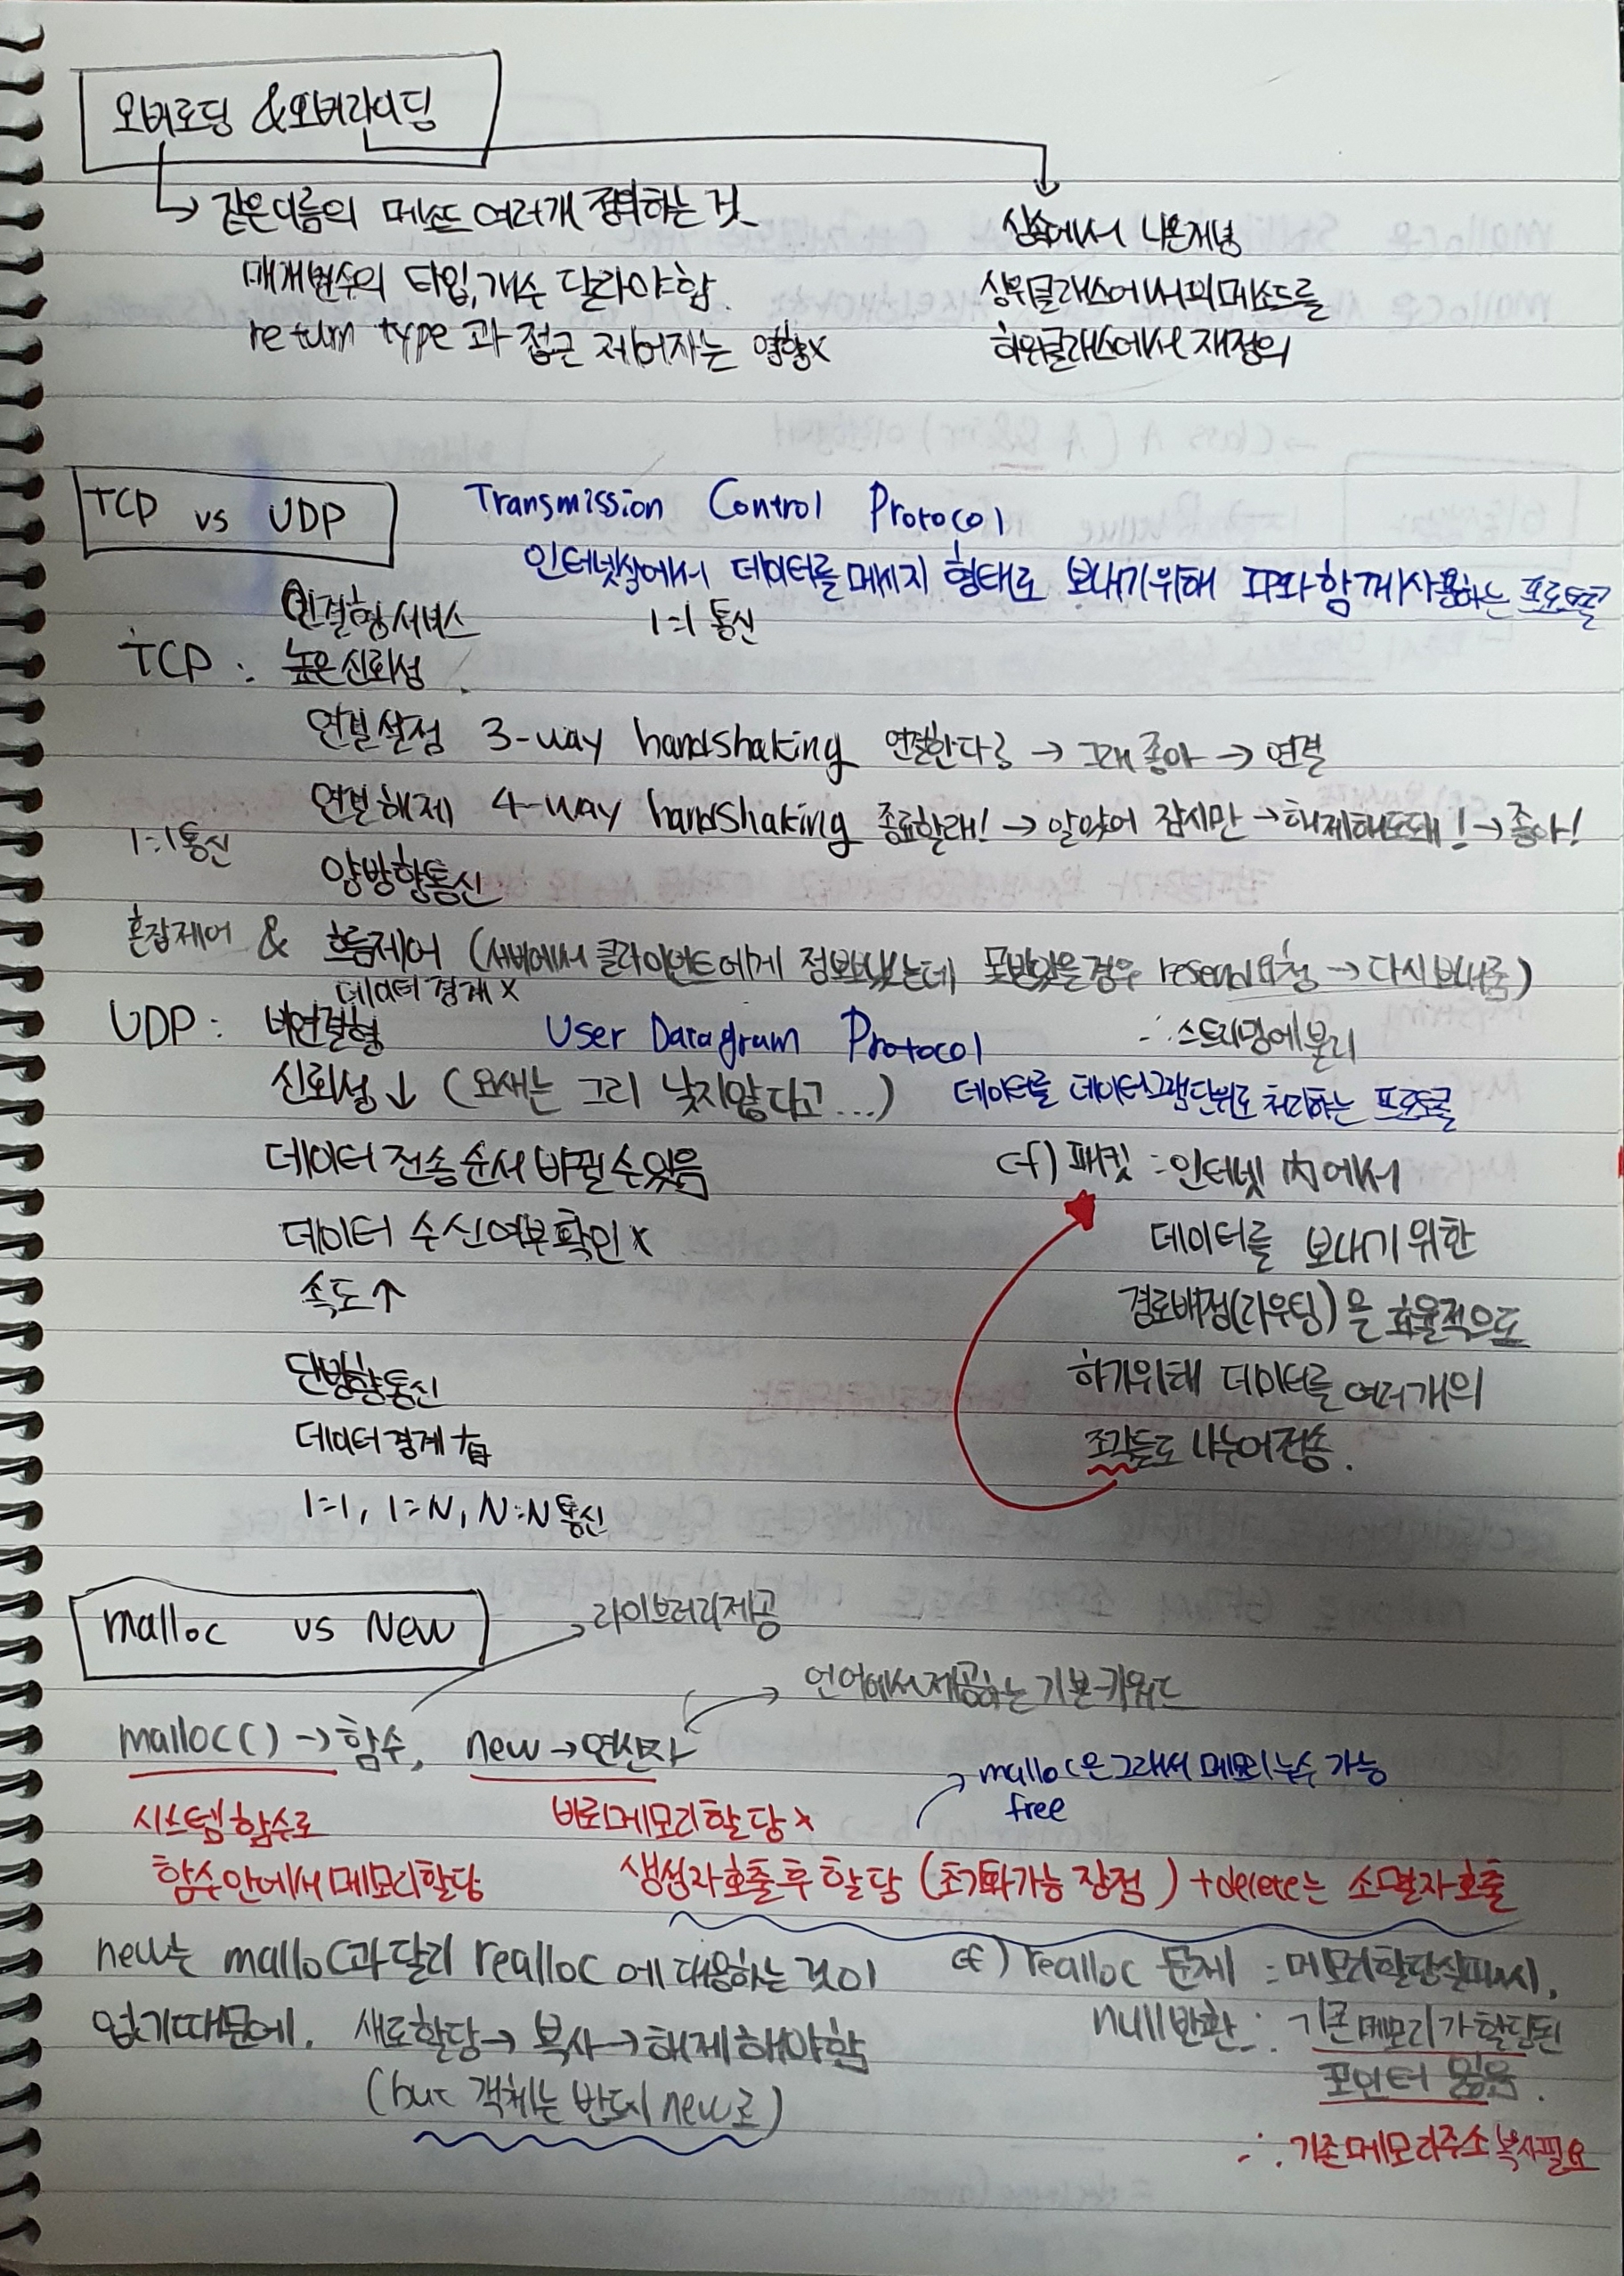 오버로딩 & 오버라이딩
같은이름의 메소드 여러개 정의하는 것
매개변수의 타입, 개수 달라야함.
return type 과 접근 제어자는 영향x
상속에서 나온개념
상위클래스에서의 메소드를
하위클래스에서 재정의
TCP vs UDP
Transmission Control Protocol
인터넷상에서 데이터를 메세지 형태로 보내기위해 IP와 함께 사용하는 프로토콜
연결형서비스 1:1 통신
TCP : 높은신뢰성
연결설정 3-way handshaking 연결한다? → 그래 좋아 → 연결
연결해제 4-way handshaking 종료할래! → 알았어 잠시만 → 해제해도돼! → 좋아!
1:1통신
양방향통신
혼잡제어 & 흐름제어 (서버에서 클라이언트에게 정보보냈는데 못받았을경우 resend요청 → 다시보내줌)
데이터 경계 x
∴ 스트리밍에불리
UDP : 비연결형 User Datagram Protocol
신뢰성↓ (요새는 그리 낮지않다고...) 데이터를 데이터그램단위로 처리하는 프로토콜
데이터 전송 순서 바뀔수있음
데이터 수신여부확인 x
속도↑
단방향통신
데이터경계 有
1:1, 1:N, N:N 통신
cf) 패킷 : 인터넷 內에서
데이터를 보내기 위한
경로배정(라우팅)을 효율적으로
하기위해 데이터를 여러개의
조각들로 나누어전송.
malloc vs New
라이브러리제공
언어에서제공하는 기본키워드
malloc() → 함수, new → 연산자
malloc은 그래서 메모리누수 가능
free
시스템 함수로
함수안에서 메모리할당
바로메모리할당 x
생성자호출 후 할당 (초기화가능 장점) + delete는 소멸자호출
new는 malloc과달리 realloc에 대응하는 것이
없기때문에. 새로할당 → 복사 → 해제해야함
(but 객체는 반드시 new로)
cf) realloc 문제 : 메모리할당실패시,
null반환 ∴ 기존메모리가할당된
포인터 잃음.
∴ 기존메모리주소 복사필요